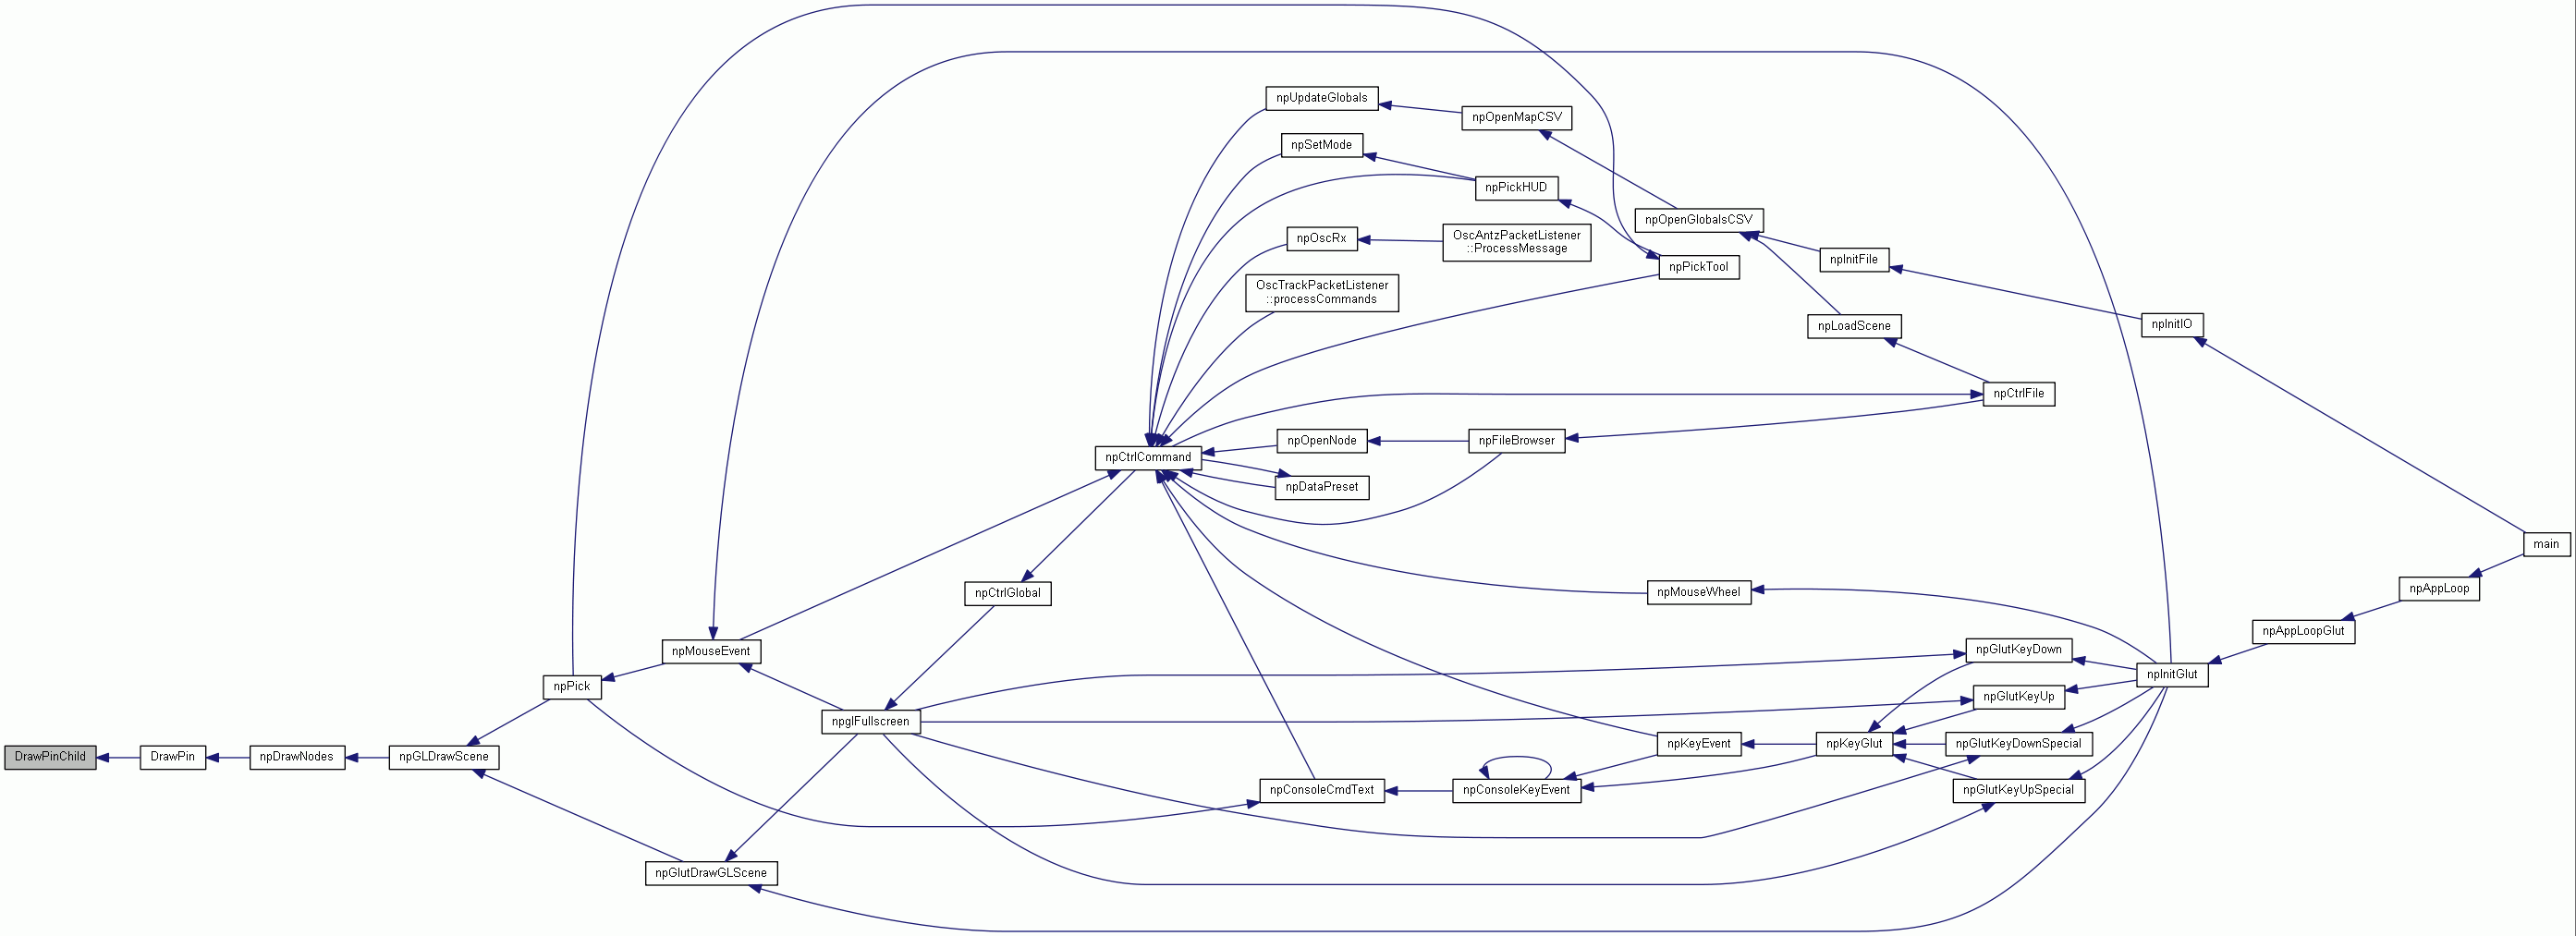 DrawPinChild
DrawPin
npDrawNodes
npGLDrawScene
npPick
npGlutDrawGLScene
npMouseEvent
npglFullscreen
npCtrlGlobal
npCtrlCommand
npUpdateGlobals
npSetMode
npOscRx
OscTrackPacketListener
::processCommands
npOpenNode
npDataPreset
npConsoleCmdText
npOpenMapCSV
npPickHUD
OscAntzPacketListener
::ProcessMessage
npFileBrowser
npConsoleKeyEvent
npOpenGlobalsCSV
npPickTool
npMouseWheel
npKeyEvent
npInitFile
npLoadScene
npKeyGlut
npCtrlFile
npGlutKeyDown
npGlutKeyUp
npGlutKeyDownSpecial
npGlutKeyUpSpecial
npInitIO
npInitGlut
npAppLoopGlut
npAppLoop
main